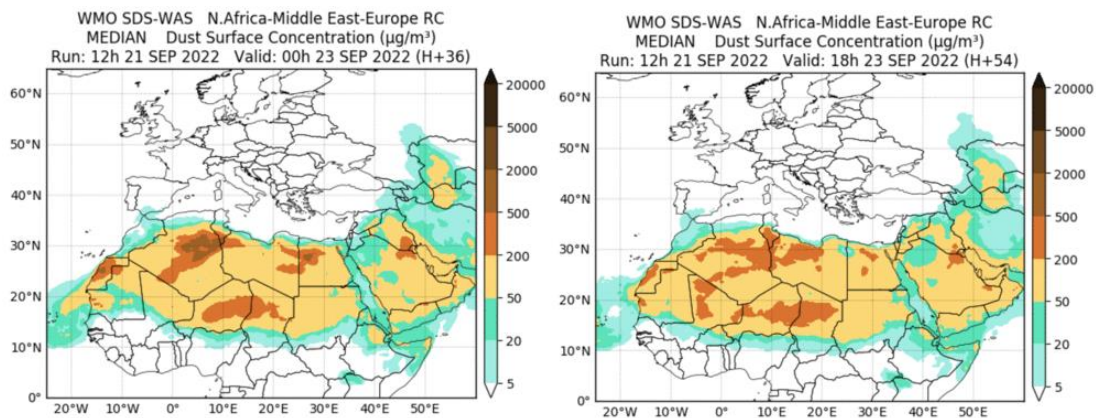 WMO SDS-WAS N.Africa-Middle East-Europe RC
MEDIAN Dust Surface Concentration (µg/m³)
Run: 12h 21 SEP 2022 Valid: 00h 23 SEP 2022 (H+36)
60°N
50°N
40°N
30°N
20°N
10°N
0°
20°W
10°W
0°
10°E
20°E
30°E
40°E
50°E
20000
5000
2000
500
200
50
20
5
WMO SDS-WAS N.Africa-Middle East-Europe RC
MEDIAN Dust Surface Concentration (µg/m³)
Run: 12h 21 SEP 2022 Valid: 18h 23 SEP 2022 (H+54)
60°N
50°N
40°N
30°N
20°N
10°N
0°
20°W
10°W
0°
10°E
20°E
30°E
40°E
50°E
20000
5000
2000
500
200
50
20
5